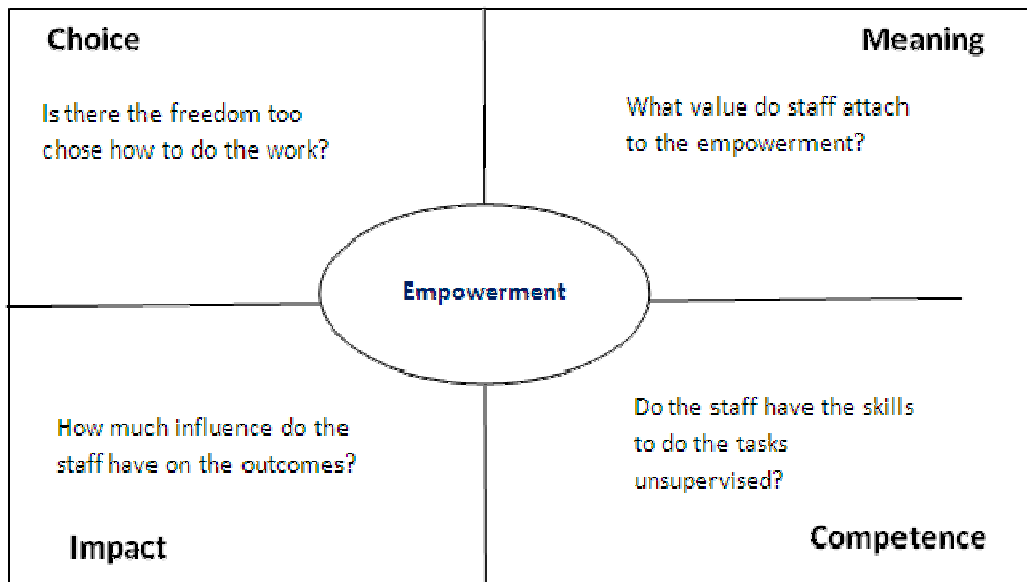 Choice
Is there the freedom too
chose how to do the work?
Meaning
What value do staff attach
to the empowerment?
Empowerment
How much influence do the
staff have on the outcomes?
Impact
Do the staff have the skills
to do the tasks
unsupervised?
Competence